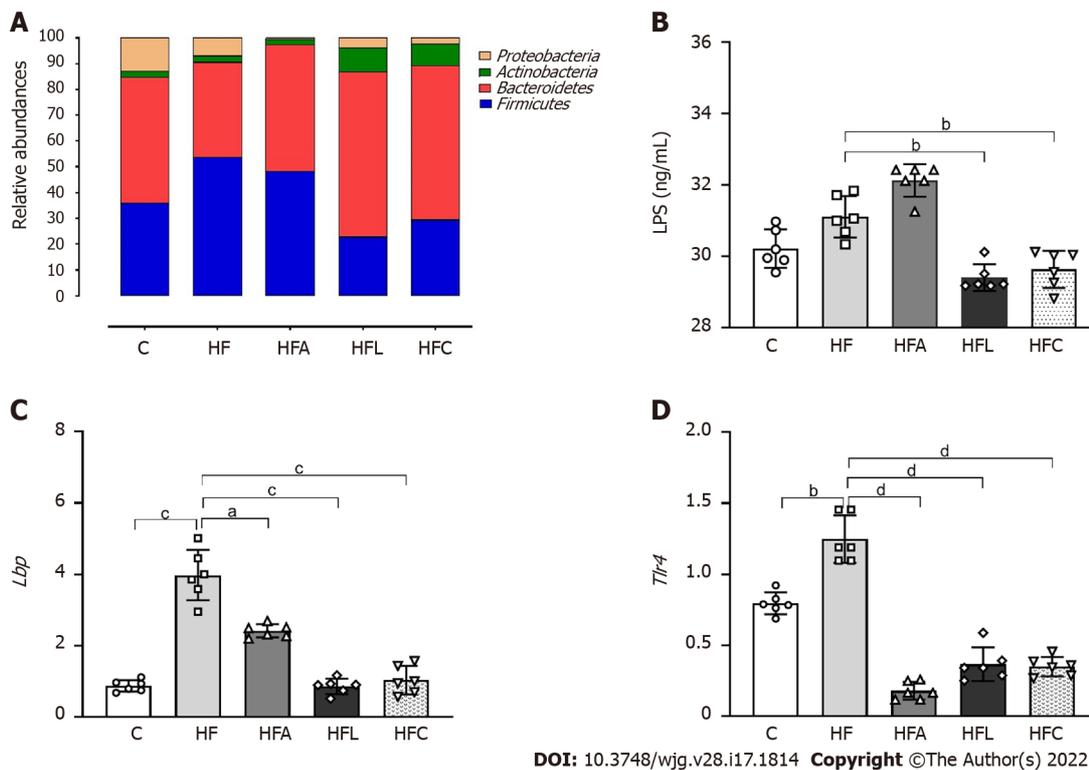 A
Relative abundances
100
90
80
70
60
50
40
30
20
10
0
C HF HFA HFL HFC
Proteobacteria
Actinobacteria
Bacteroidetes
Firmicutes
B
LPS (ng/mL)
36
34
32
30
28
b
b
C HF HFA HFL HFC
C
Lbp
8
6
4
2
0
c
c
c a
C HF HFA HFL HFC
D
Tlr4
2.0
1.5
1.0
0.5
0
d
d
b d
C HF HFA HFL HFC
DOI: 10.3748/wjg.v28.i17.1814 Copyright ©The Author(s) 2022